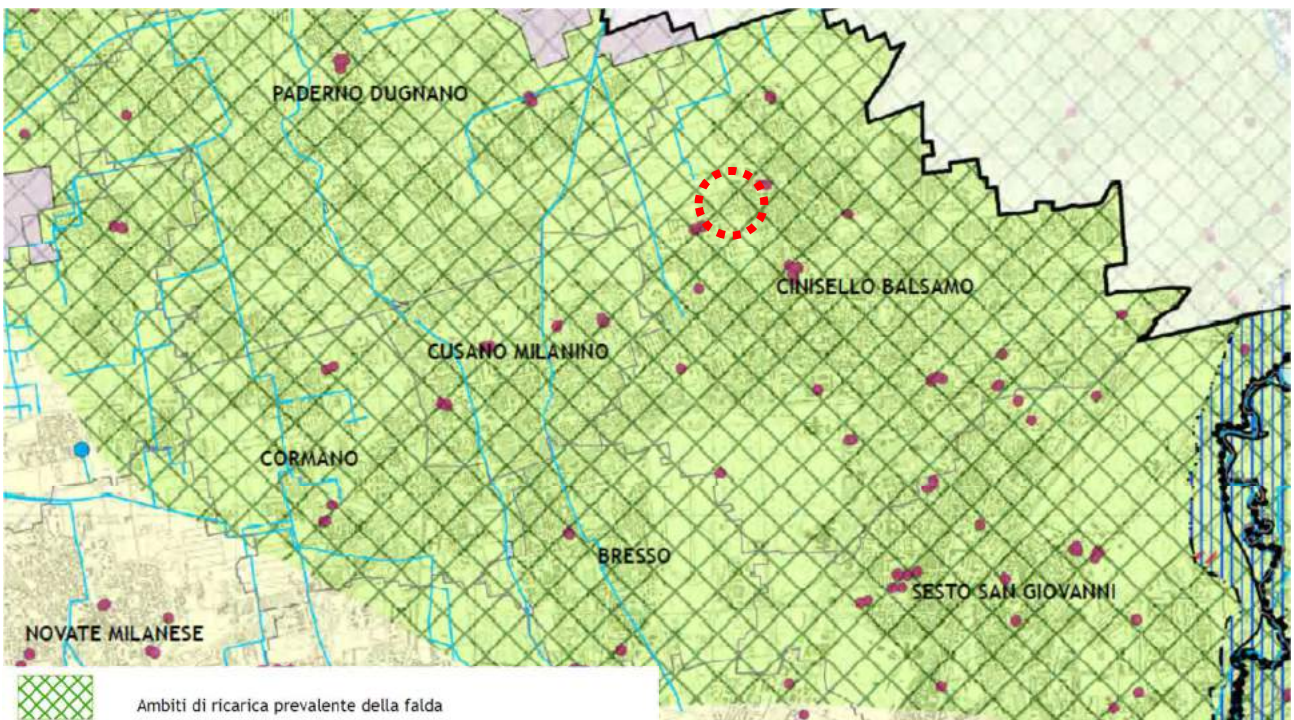 PADERNO DUGNANO
CINISELLO BALSAMO
CUSANO MILANINO
CORMANO
BRESSO
SESTO SAN GIOVANNI
NOVATE MILANESE
Ambiti di ricarica prevalente della falda